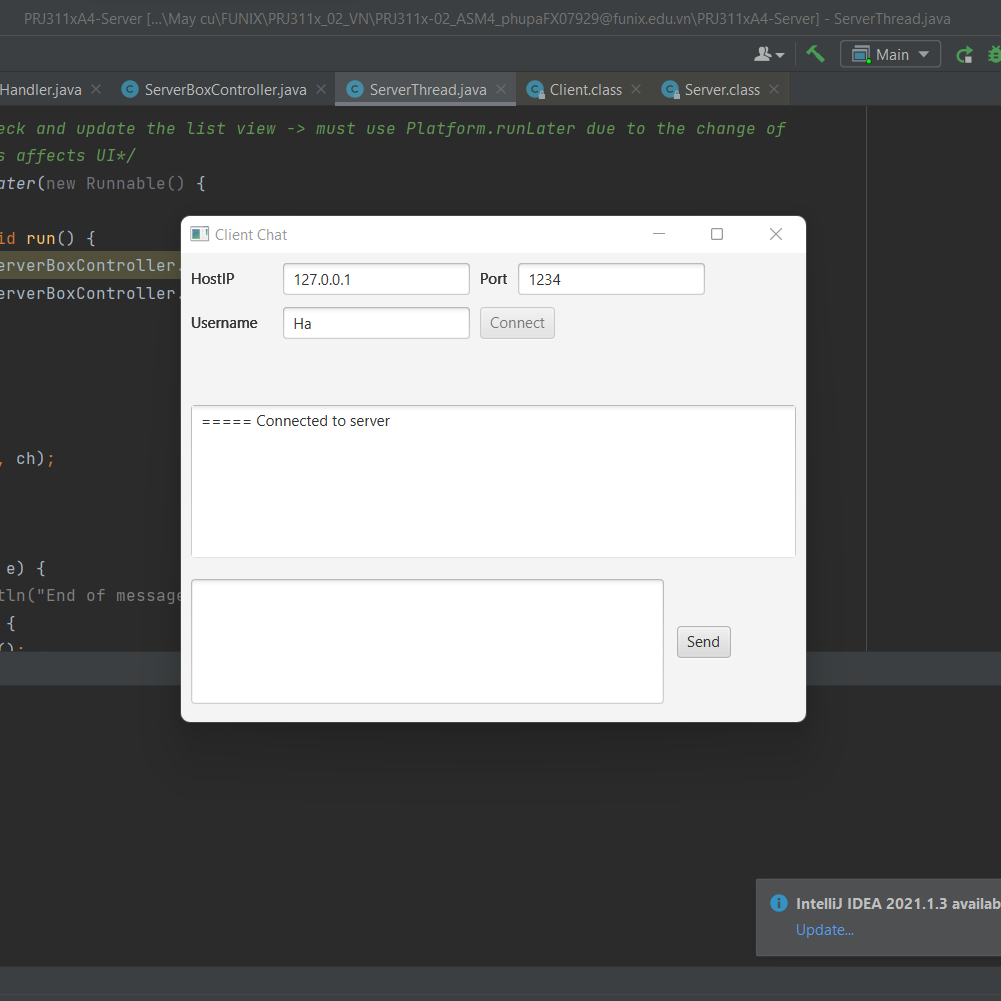 PRJ311xA4-Server [...\May cu\FUNIX\PRJ311x_02_VN\PRJ311x-02_ASM4_phupaFX07929@funix.edu.vn\PRJ311xA4-Server] - ServerThread.java
Main
Handler.java
ServerBoxController.java
ServerThread.java
Client.class
Server.class
eck and update the list view -> must use Platform.runLater due to the change of
s affects UI*/
ater(new Runnable() {
id run() {
erverBoxController.
erverBoxController.
, ch);
e) {
tln("End of message
{
();
Client Chat
HostIP 127.0.0.1 Port 1234
Username Ha Connect
===== Connected to server
Send
IntelliJ IDEA 2021.1.3 availab
Update...